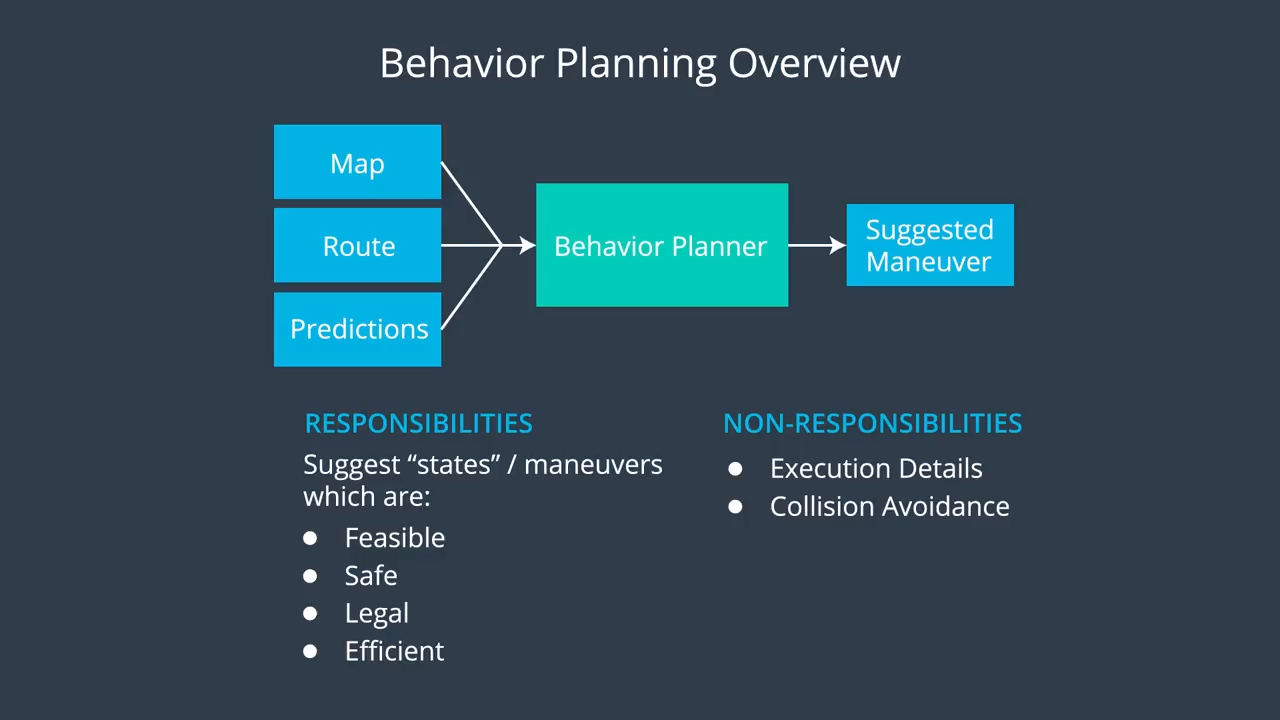 Behavior Planning Overview
Map
Route
Predictions
Behavior Planner
Suggested
Maneuver
RESPONSIBILITIES
Suggest “states” / maneuvers
which are:
● Feasible
● Safe
● Legal
● Efficient
NON-RESPONSIBILITIES
● Execution Details
● Collision Avoidance